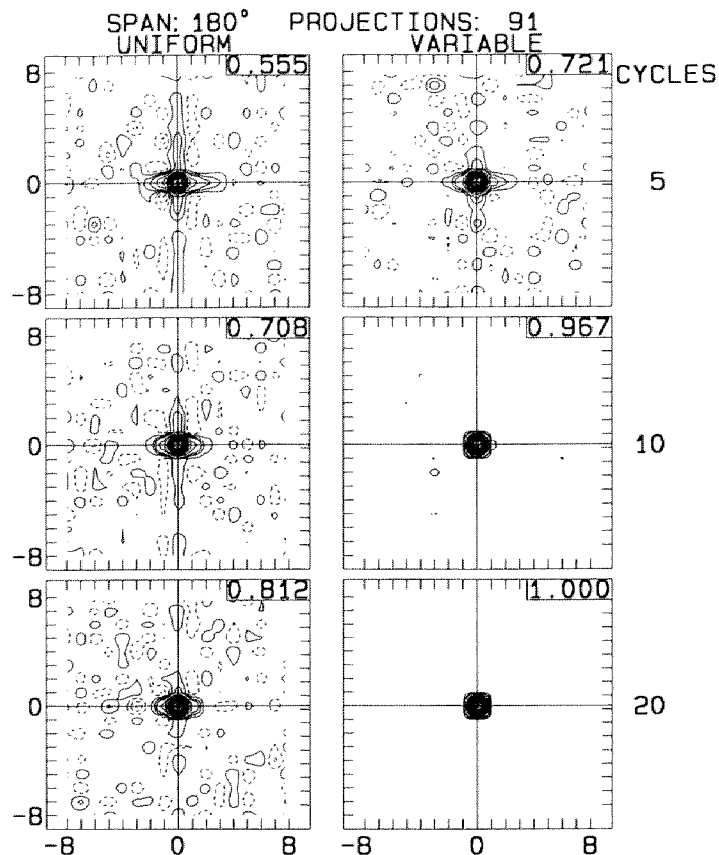 SPAN: 180° PROJECTIONS: 91
UNIFORM VARIABLE
8 0.555 0.721 CYCLES
0 5
-8
8 0.708 0.967
0 10
-8
8 0.812 1.000
0 20
-8
-8 0 8 -8 0 8